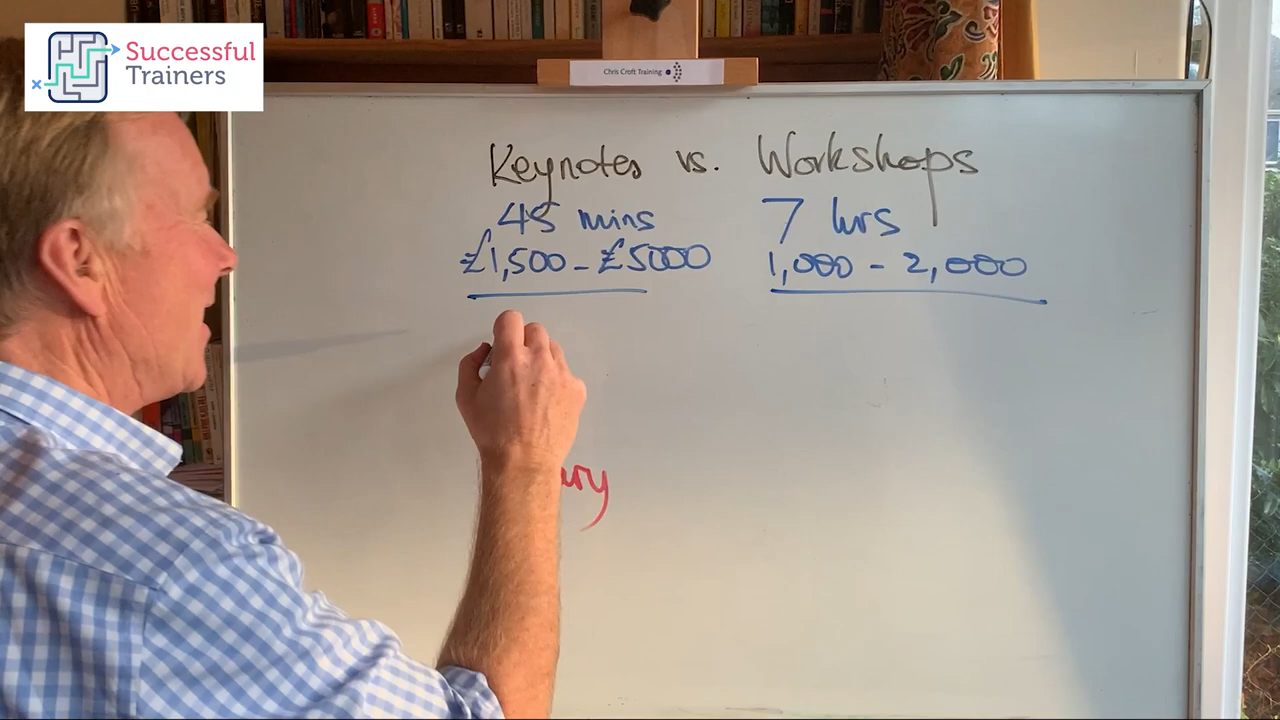 Successful
Trainers
Chris Croft Training
Keynotes vs. Workshops
45 mins 7 hrs
£1,500 - £5000 1,000 - 2,000